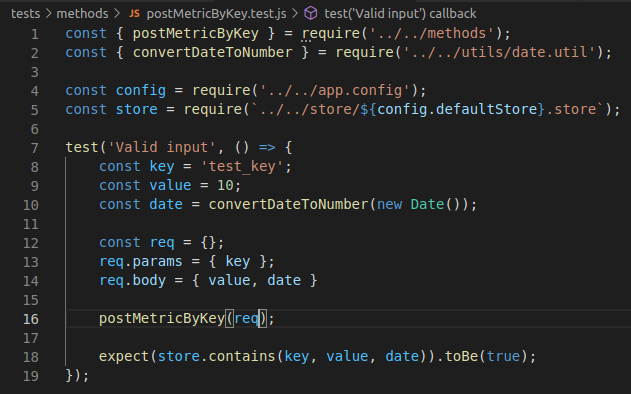 tests > methods > JS postMetricByKey.test.js > test('Valid input') callback
1 const { postMetricByKey } = require('../../methods');
2 const { convertDateToNumber } = require('../../utils/date.util');
3
4 const config = require('../../app.config');
5 const store = require(`../../store/${config.defaultStore}.store`);
6
7 test('Valid input', () => {
8     const key = 'test_key';
9     const value = 10;
10     const date = convertDateToNumber(new Date());
11
12     const req = {};
13     req.params = { key };
14     req.body = { value, date }
15
16     postMetricByKey(req);
17
18     expect(store.contains(key, value, date)).toBe(true);
19 });